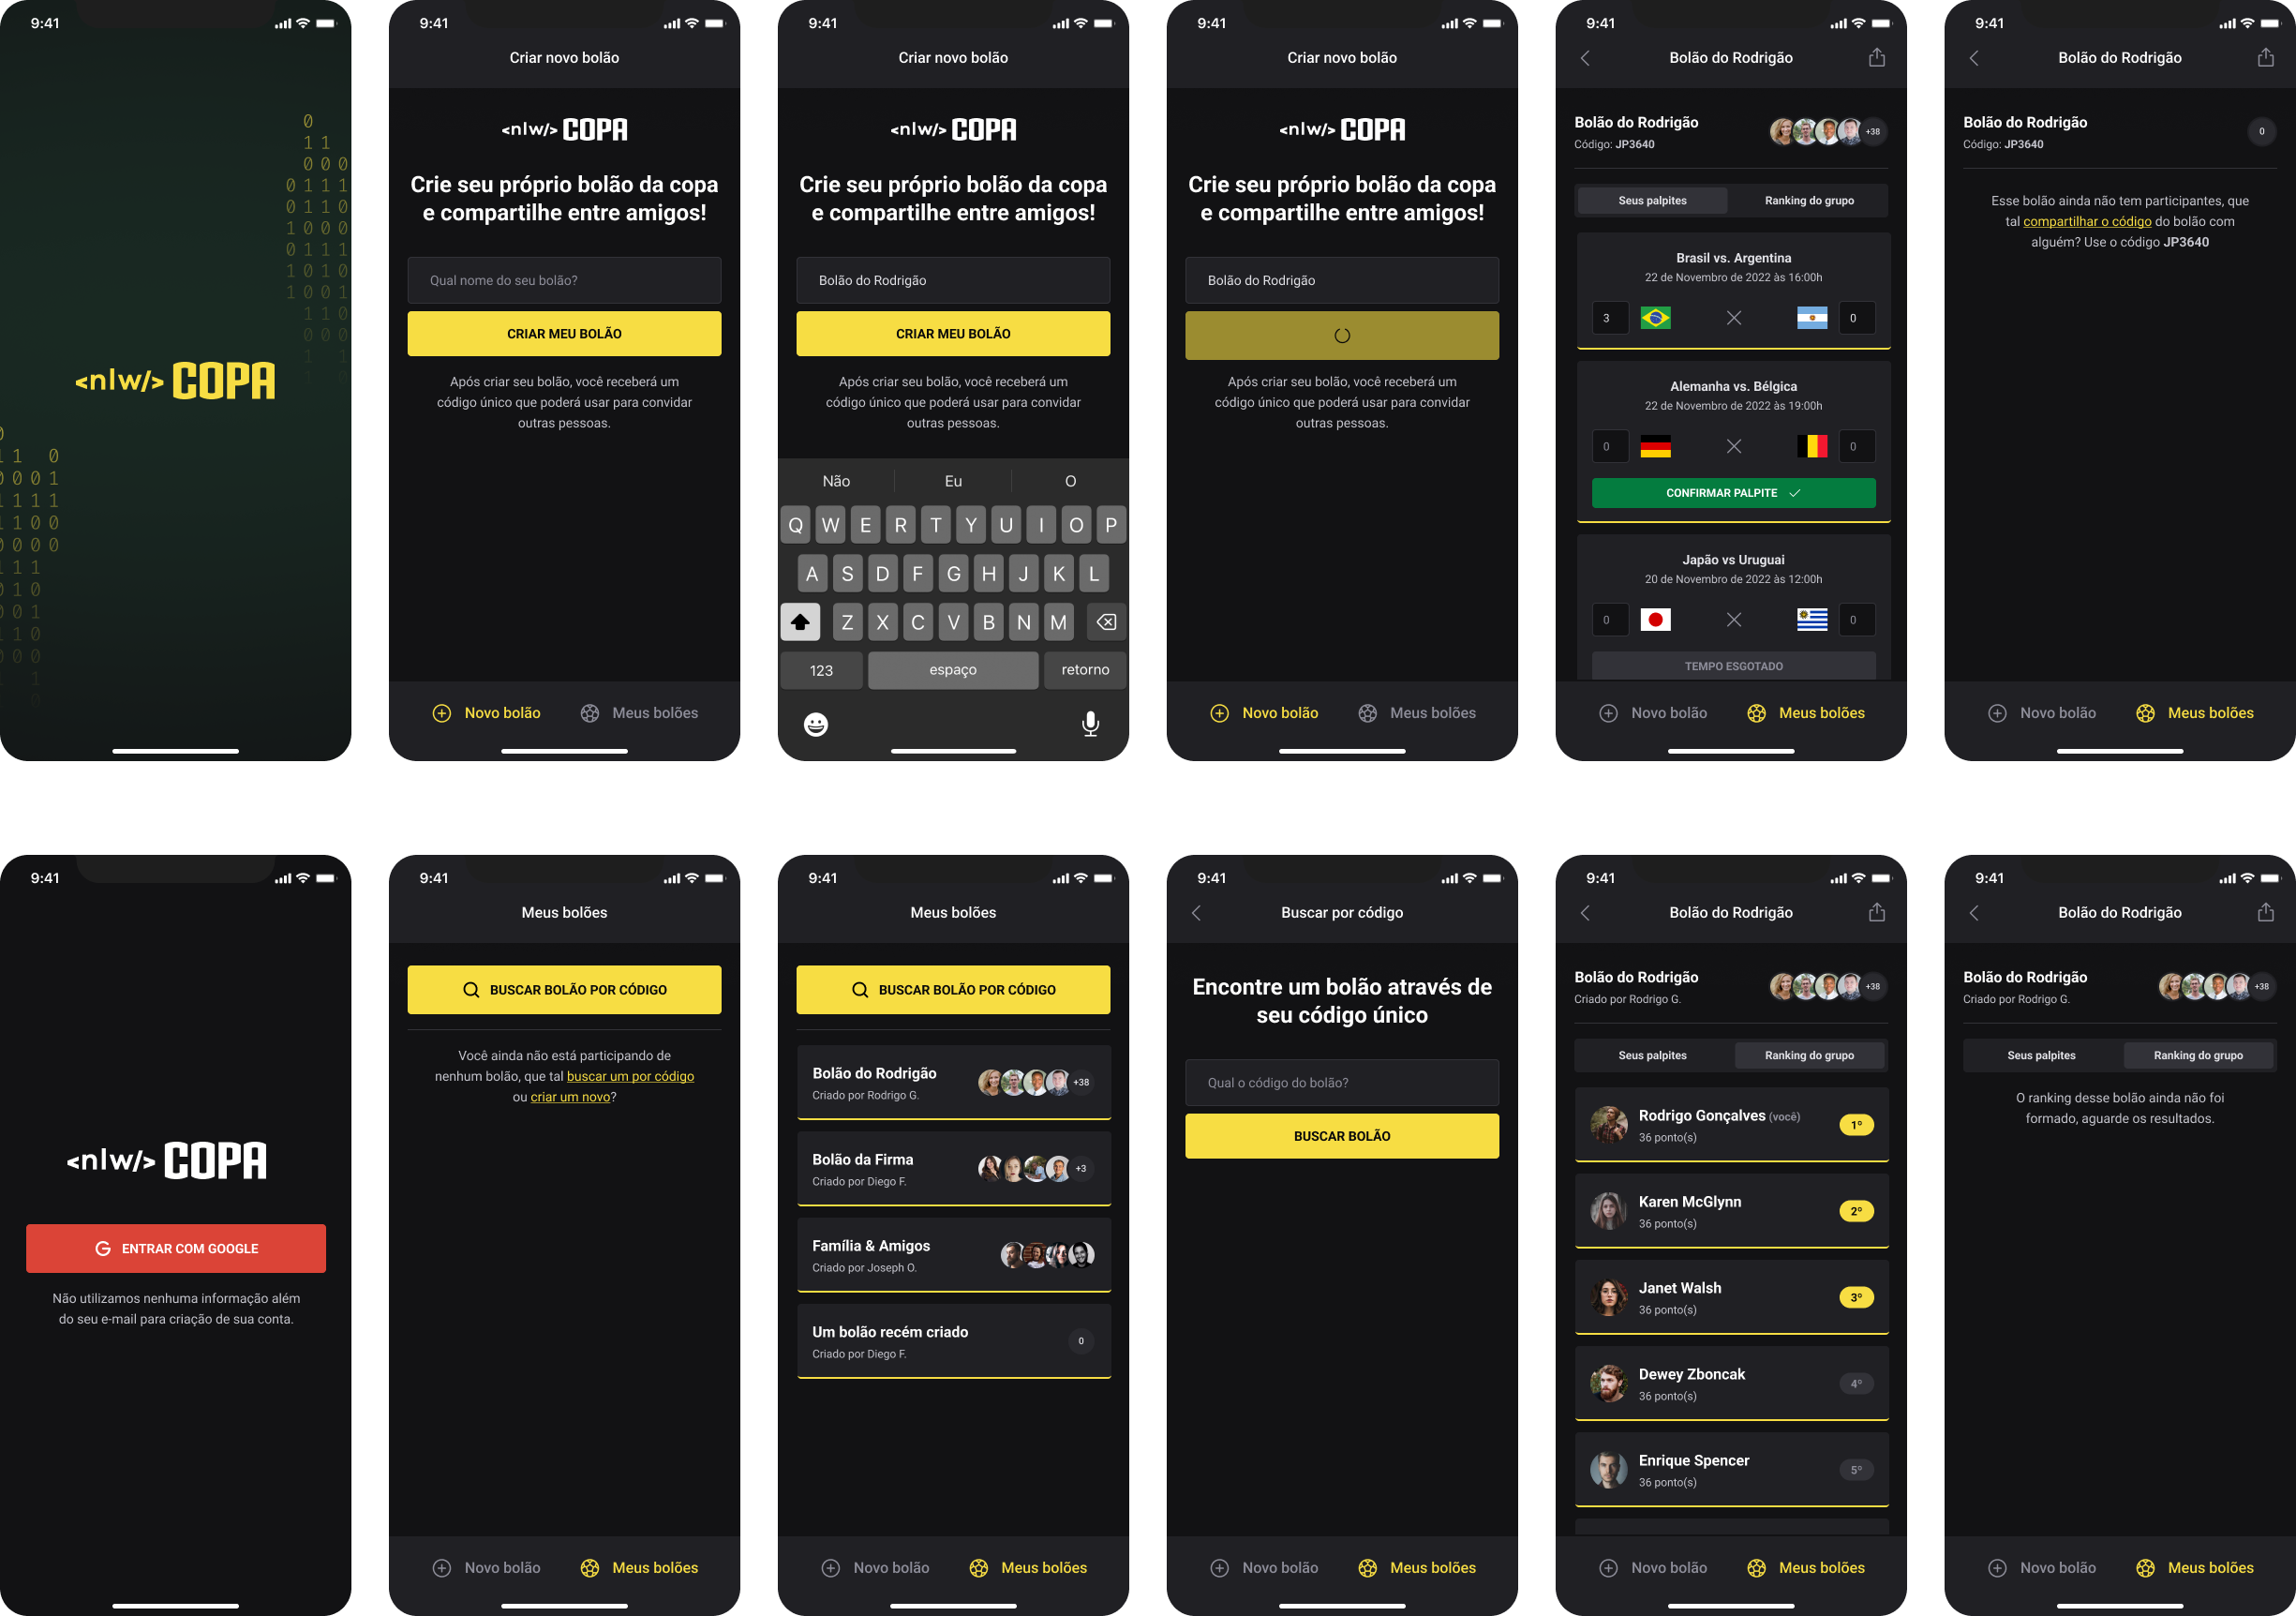 9:41
0
1 1
0 0 0
0 1 1 1
0 1 1 0
1 0 0 0
0 1 1 1
1 0 1 0
1 0 0 1
1 1 0
0 0 0
1 1
1 0
<nlw/> COPA
0
1 1 0
0 0 0 1
1 1 1 1
1 1 0 0
0 0 0 0
1 1 1
0 1 0
0 0 1
1 1 0
0 0 0
1 1
0
9:41
Criar novo bolão
<nlw/> COPA
Crie seu próprio bolão da copa
e compartilhe entre amigos!
Qual nome do seu bolão?
CRIAR MEU BOLÃO
Após criar seu bolão, você receberá um
código único que poderá usar para convidar
outras pessoas.
Novo bolão Meus bolões
9:41
Criar novo bolão
<nlw/> COPA
Crie seu próprio bolão da copa
e compartilhe entre amigos!
Bolão do Rodrigão
CRIAR MEU BOLÃO
Após criar seu bolão, você receberá um
código único que poderá usar para convidar
outras pessoas.
Não Eu O
Q W E R T Y U I O P
A S D F G H J K L
Z X C V B N M
123 espaço retorno
9:41
Criar novo bolão
<nlw/> COPA
Crie seu próprio bolão da copa
e compartilhe entre amigos!
Bolão do Rodrigão
Após criar seu bolão, você receberá um
código único que poderá usar para convidar
outras pessoas.
Novo bolão Meus bolões
9:41
Bolão do Rodrigão
Bolão do Rodrigão
Código: JP3640
+38
Seus palpites Ranking do grupo
Brasil vs. Argentina
22 de Novembro de 2022 às 16:00h
3 0
Alemanha vs. Bélgica
22 de Novembro de 2022 às 19:00h
0 0
CONFIRMAR PALPITE
Japão vs Uruguai
20 de Novembro de 2022 às 12:00h
0 0
TEMPO ESGOTADO
Novo bolão Meus bolões
9:41
Bolão do Rodrigão
Bolão do Rodrigão
Código: JP3640
0
Esse bolão ainda não tem participantes, que
tal compartilhar o código do bolão com
alguém? Use o código JP3640
Novo bolão Meus bolões
9:41
<nlw/> COPA
G ENTRAR COM GOOGLE
Não utilizamos nenhuma informação além
do seu e-mail para criação de sua conta.
9:41
Meus bolões
BUSCAR BOLÃO POR CÓDIGO
Você ainda não está participando de
nenhum bolão, que tal buscar um por código
ou criar um novo?
Novo bolão Meus bolões
9:41
Meus bolões
BUSCAR BOLÃO POR CÓDIGO
Bolão do Rodrigão
Criado por Rodrigo G.
+38
Bolão da Firma
Criado por Diego F.
+3
Família & Amigos
Criado por Joseph O.
Um bolão recém criado
Criado por Diego F.
0
Novo bolão Meus bolões
9:41
Buscar por código
Encontre um bolão através de
seu código único
Qual o código do bolão?
BUSCAR BOLÃO
Novo bolão Meus bolões
9:41
Bolão do Rodrigão
Bolão do Rodrigão
Criado por Rodrigo G.
+38
Seus palpites Ranking do grupo
Rodrigo Gonçalves (você)
36 ponto(s)
1º
Karen McGlynn
36 ponto(s)
2º
Janet Walsh
36 ponto(s)
3º
Dewey Zboncak
36 ponto(s)
4º
Enrique Spencer
36 ponto(s)
5º
Novo bolão Meus bolões
9:41
Bolão do Rodrigão
Bolão do Rodrigão
Criado por Rodrigo G.
+38
Seus palpites Ranking do grupo
O ranking desse bolão ainda não foi
formado, aguarde os resultados.
Novo bolão Meus bolões